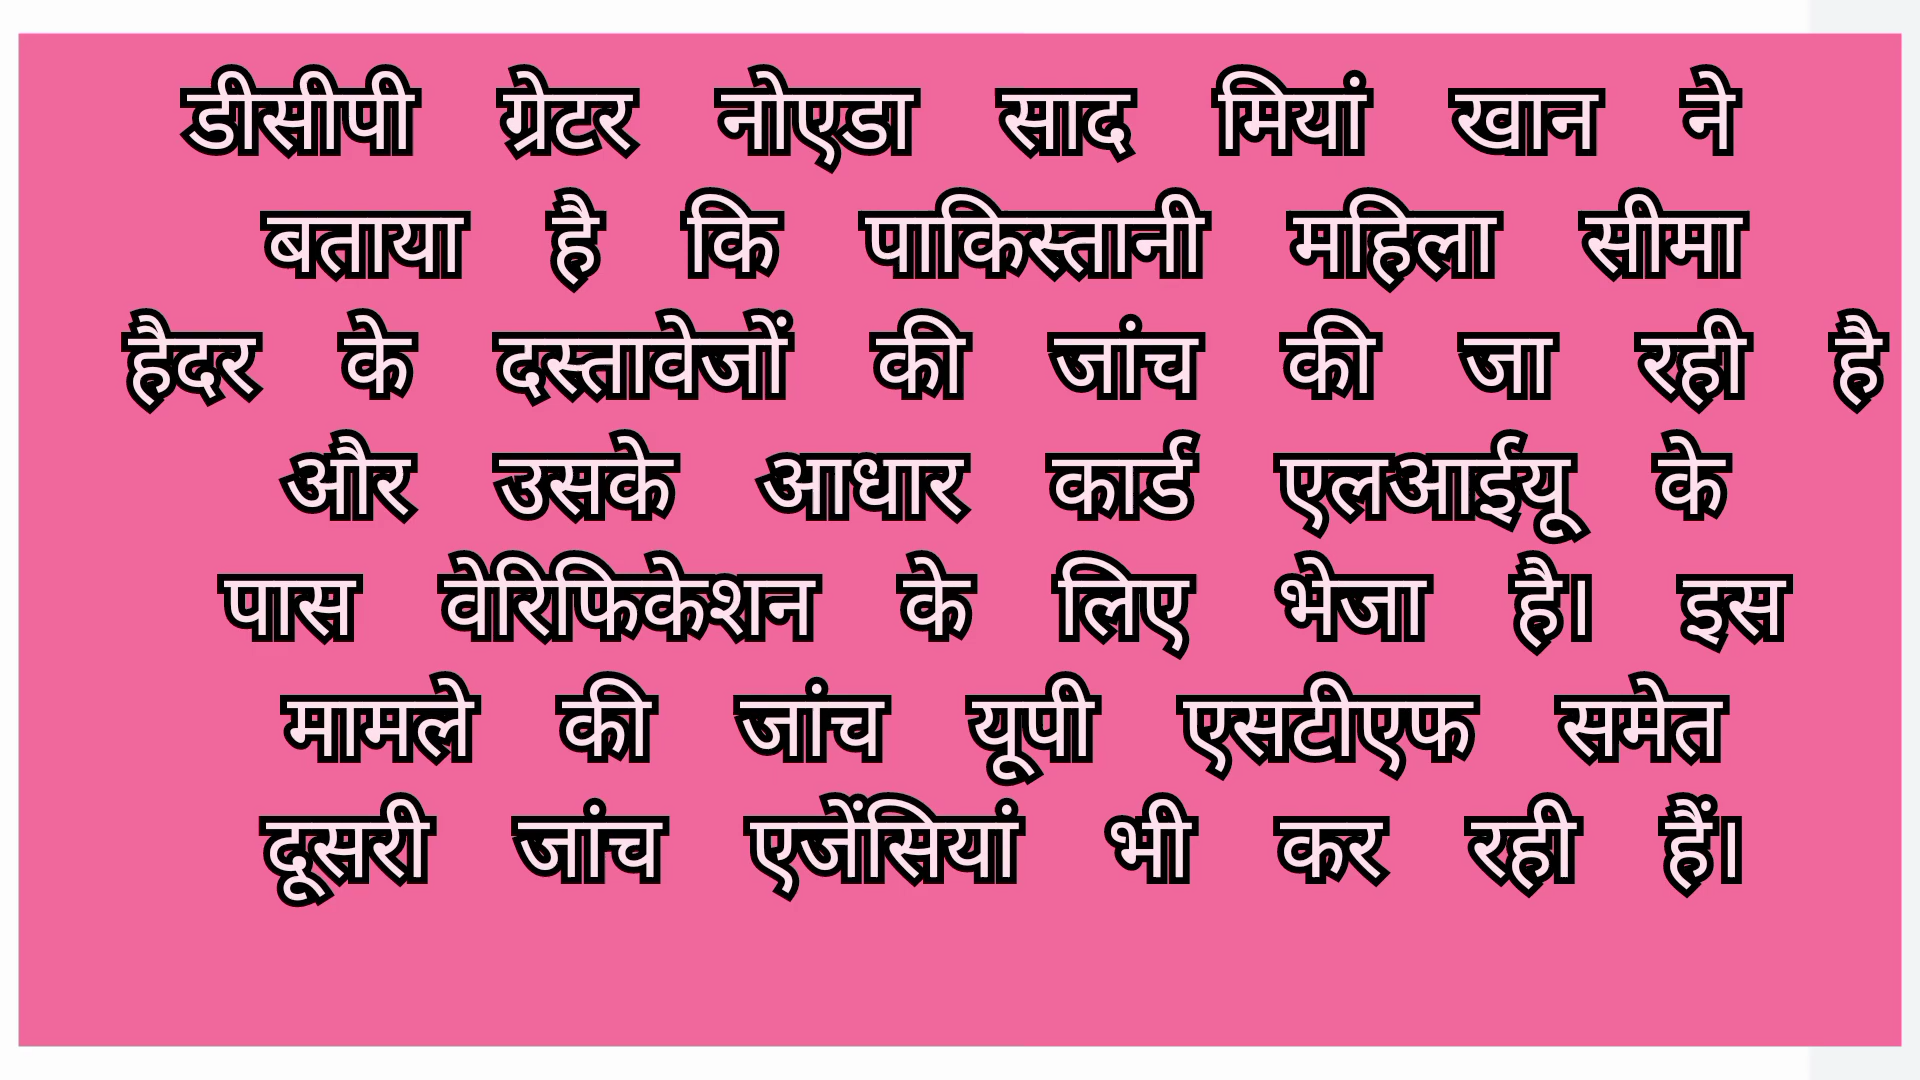 डीसीपी ग्रेटर नोएडा साद मियां खान ने
बताया है कि पाकिस्तानी महिला सीमा
हैदर के दस्तावेजों की जांच की जा रही है
और उसके आधार कार्ड एलआईयू के
पास वेरिफिकेशन के लिए भेजा है। इस
मामले की जांच यूपी एसटीएफ समेत
दूसरी जांच एजेंसियां भी कर रही हैं।